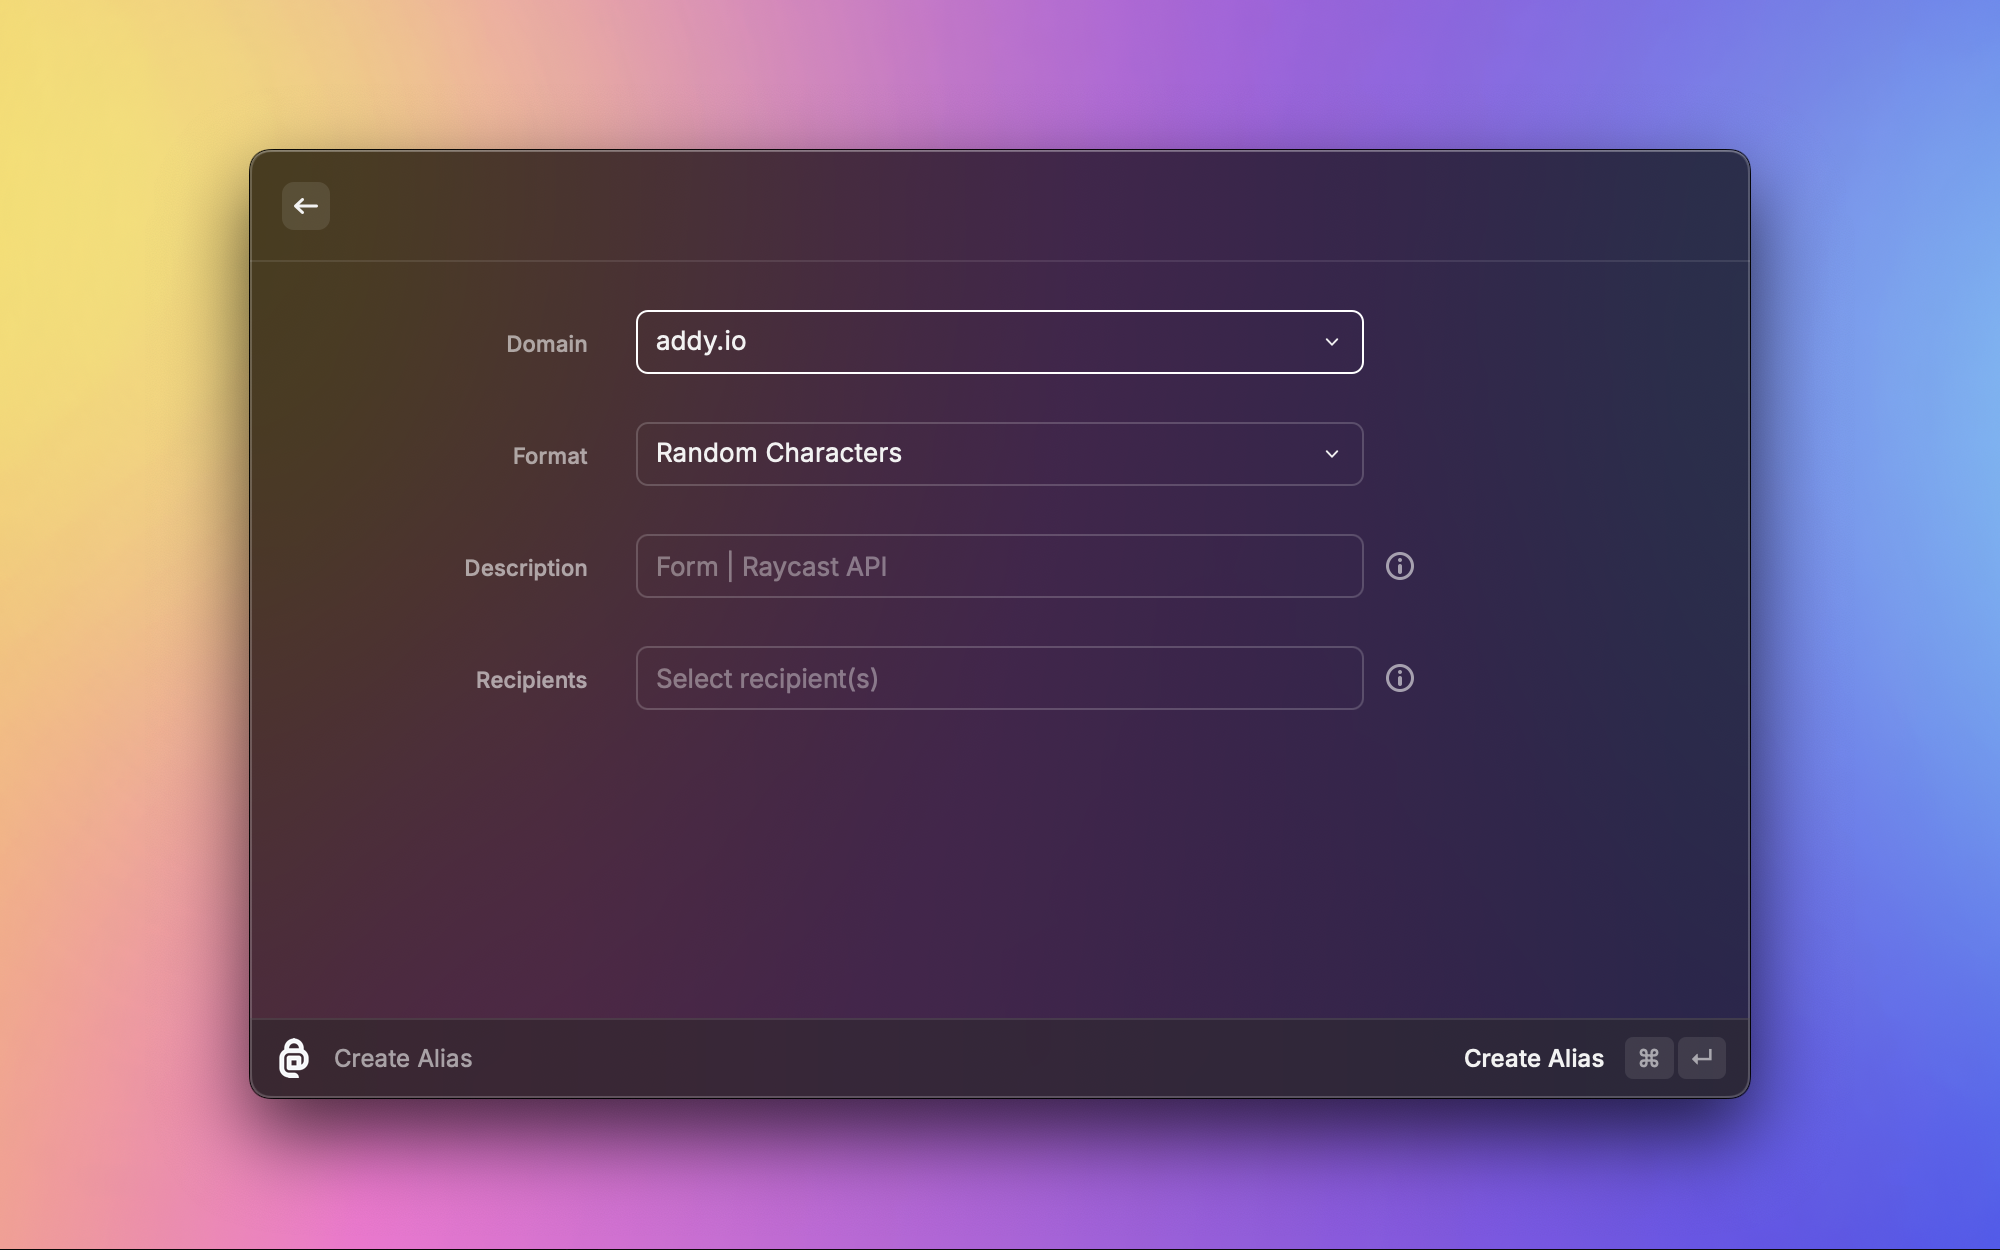 Domain
addy.io
Format
Random Characters
Description
Form | Raycast API
Recipients
Select recipient(s)
Create Alias
Create Alias ⌘ ↵